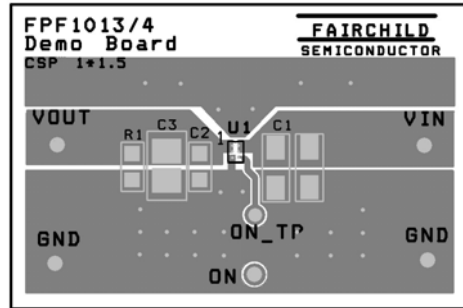 FPF1013/4
Demo Board
CSP 1*1.5
FAIRCHILD
SEMICONDUCTOR
VOUT
VIN
R1
C3
C2
1
U1
C1
GND
ON_TP
GND
ON